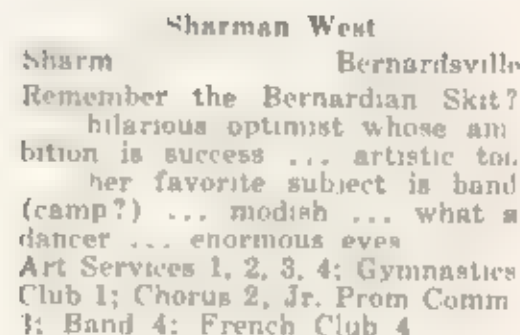 Sharman West
Sharm Bernardsville
Remember the Bernardian Skit?
hilarious optimist whose am
bition is success ... artistic too
her favorite subject is band
(camp?) ... modish ... what a
dancer ... enormous eyes
Art Services 1, 2, 3, 4; Gymnastics
Club 1; Chorus 2, Jr. Prom Comm
3; Band 4; French Club 4